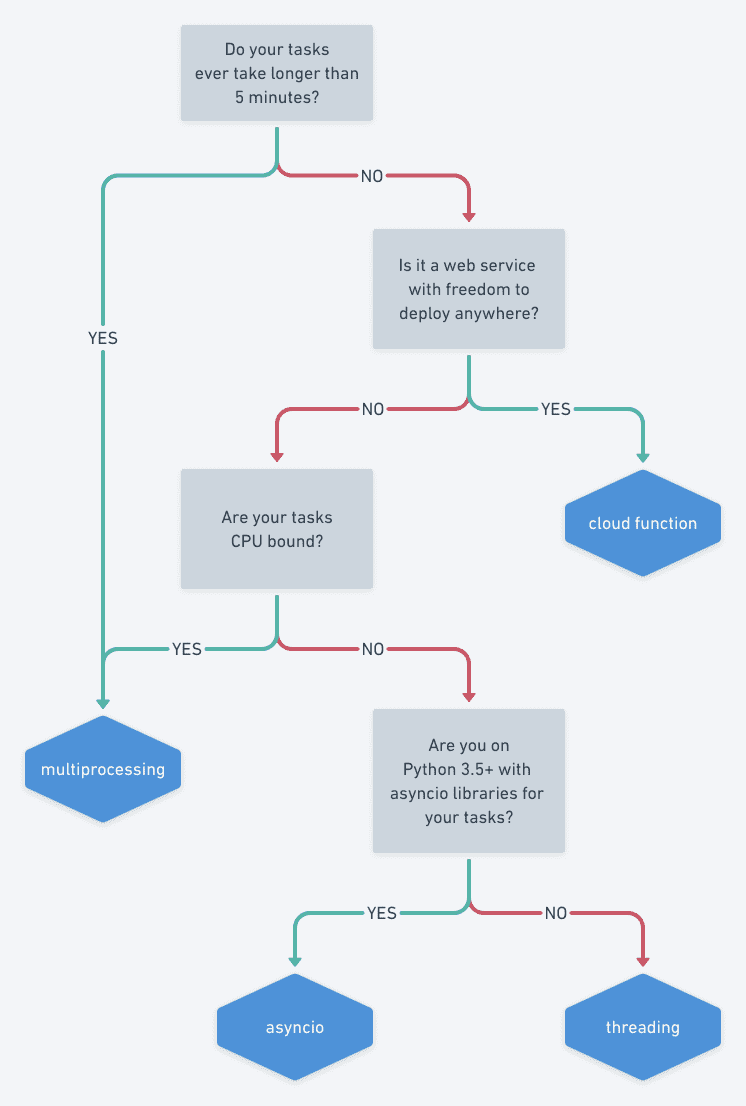 Do your tasks
ever take longer than
5 minutes?
NO
Is it a web service
with freedom to
deploy anywhere?
YES
NO
YES
Are your tasks
CPU bound?
cloud function
YES
NO
Are you on
Python 3.5+ with
asyncio libraries for
your tasks?
multiprocessing
YES
NO
asyncio
threading